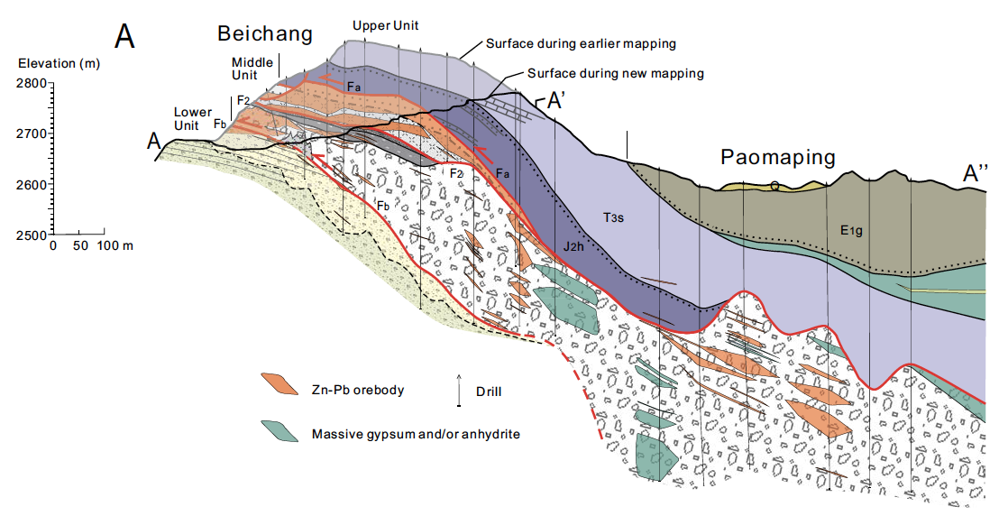 A
Beichang
Upper Unit
Surface during earlier mapping
Elevation (m)
Middle
Unit
Fa
Surface during new mapping
2800
F2
A'
Lower
Unit
Fb
2700
A
Paomaping
A''
F2
Fa
Q
2600
Fb
T3s
E1g
2500
0 50 100 m
J2h
Zn-Pb orebody
Drill
Massive gypsum and/or anhydrite